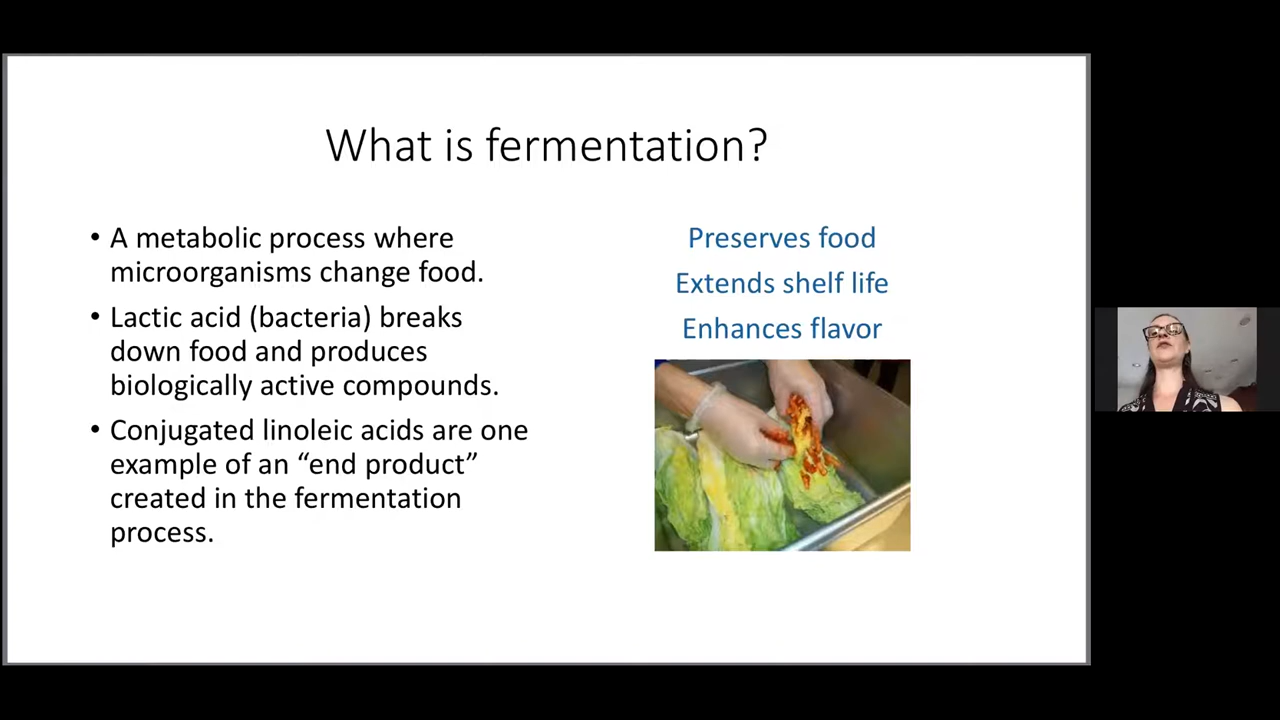 What is fermentation?
• A metabolic process where
microorganisms change food.
• Lactic acid (bacteria) breaks
down food and produces
biologically active compounds.
• Conjugated linoleic acids are one
example of an “end product”
created in the fermentation
process.
Preserves food
Extends shelf life
Enhances flavor